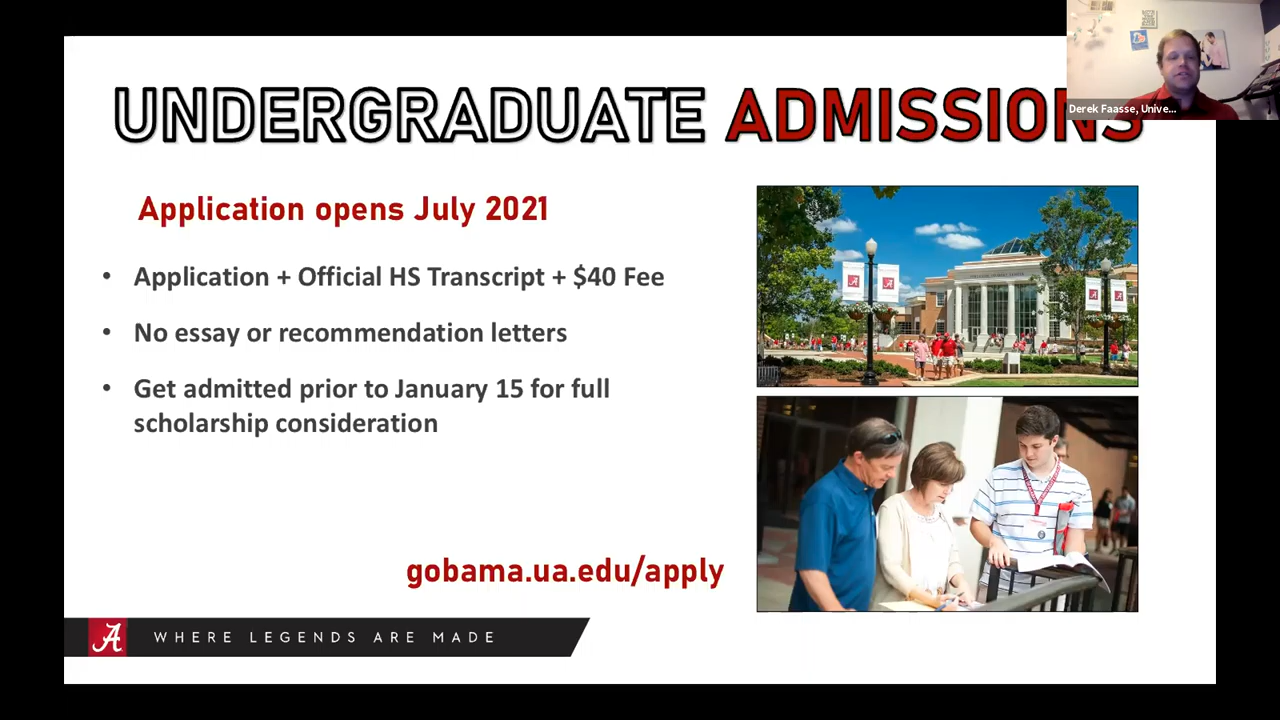 UNDERGRADUATE ADMISSIONS
Derek Faasse, Unive...
Application opens July 2021
• Application + Official HS Transcript + $40 Fee
• No essay or recommendation letters
• Get admitted prior to January 15 for full
scholarship consideration
gobama.ua.edu/apply
A WHERE LEGENDS ARE MADE